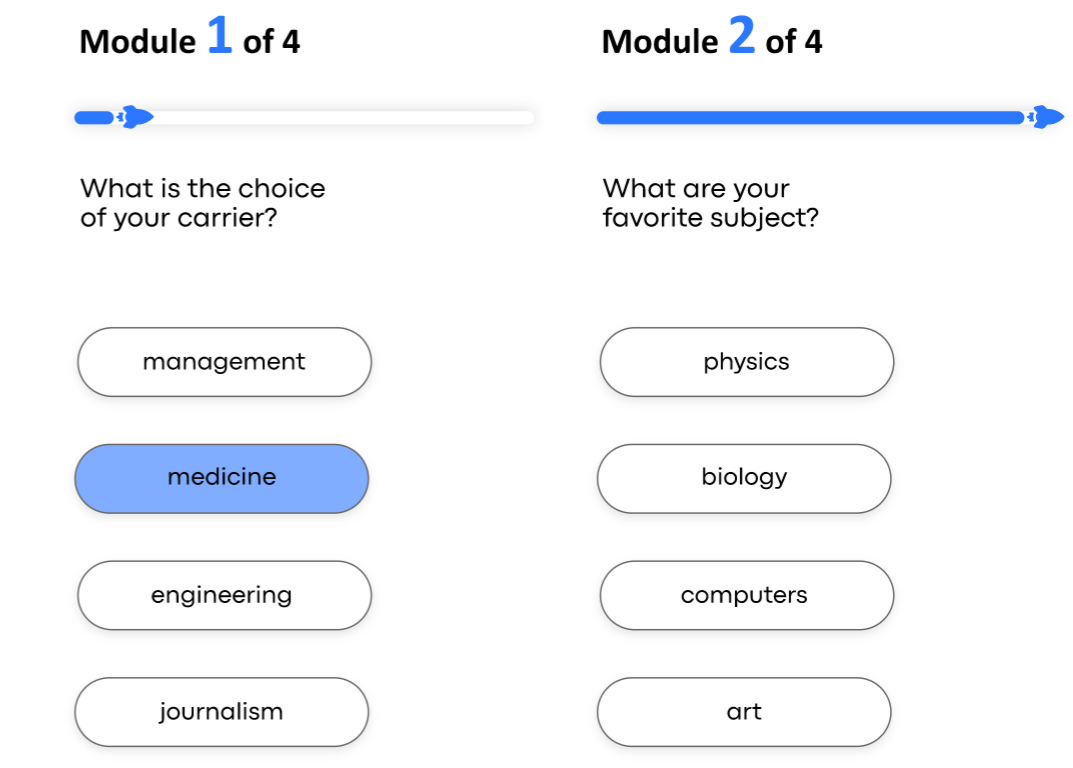 Module 1 of 4
What is the choice
of your carrier?
management
medicine
engineering
journalism
Module 2 of 4
What are your
favorite subject?
physics
biology
computers
art